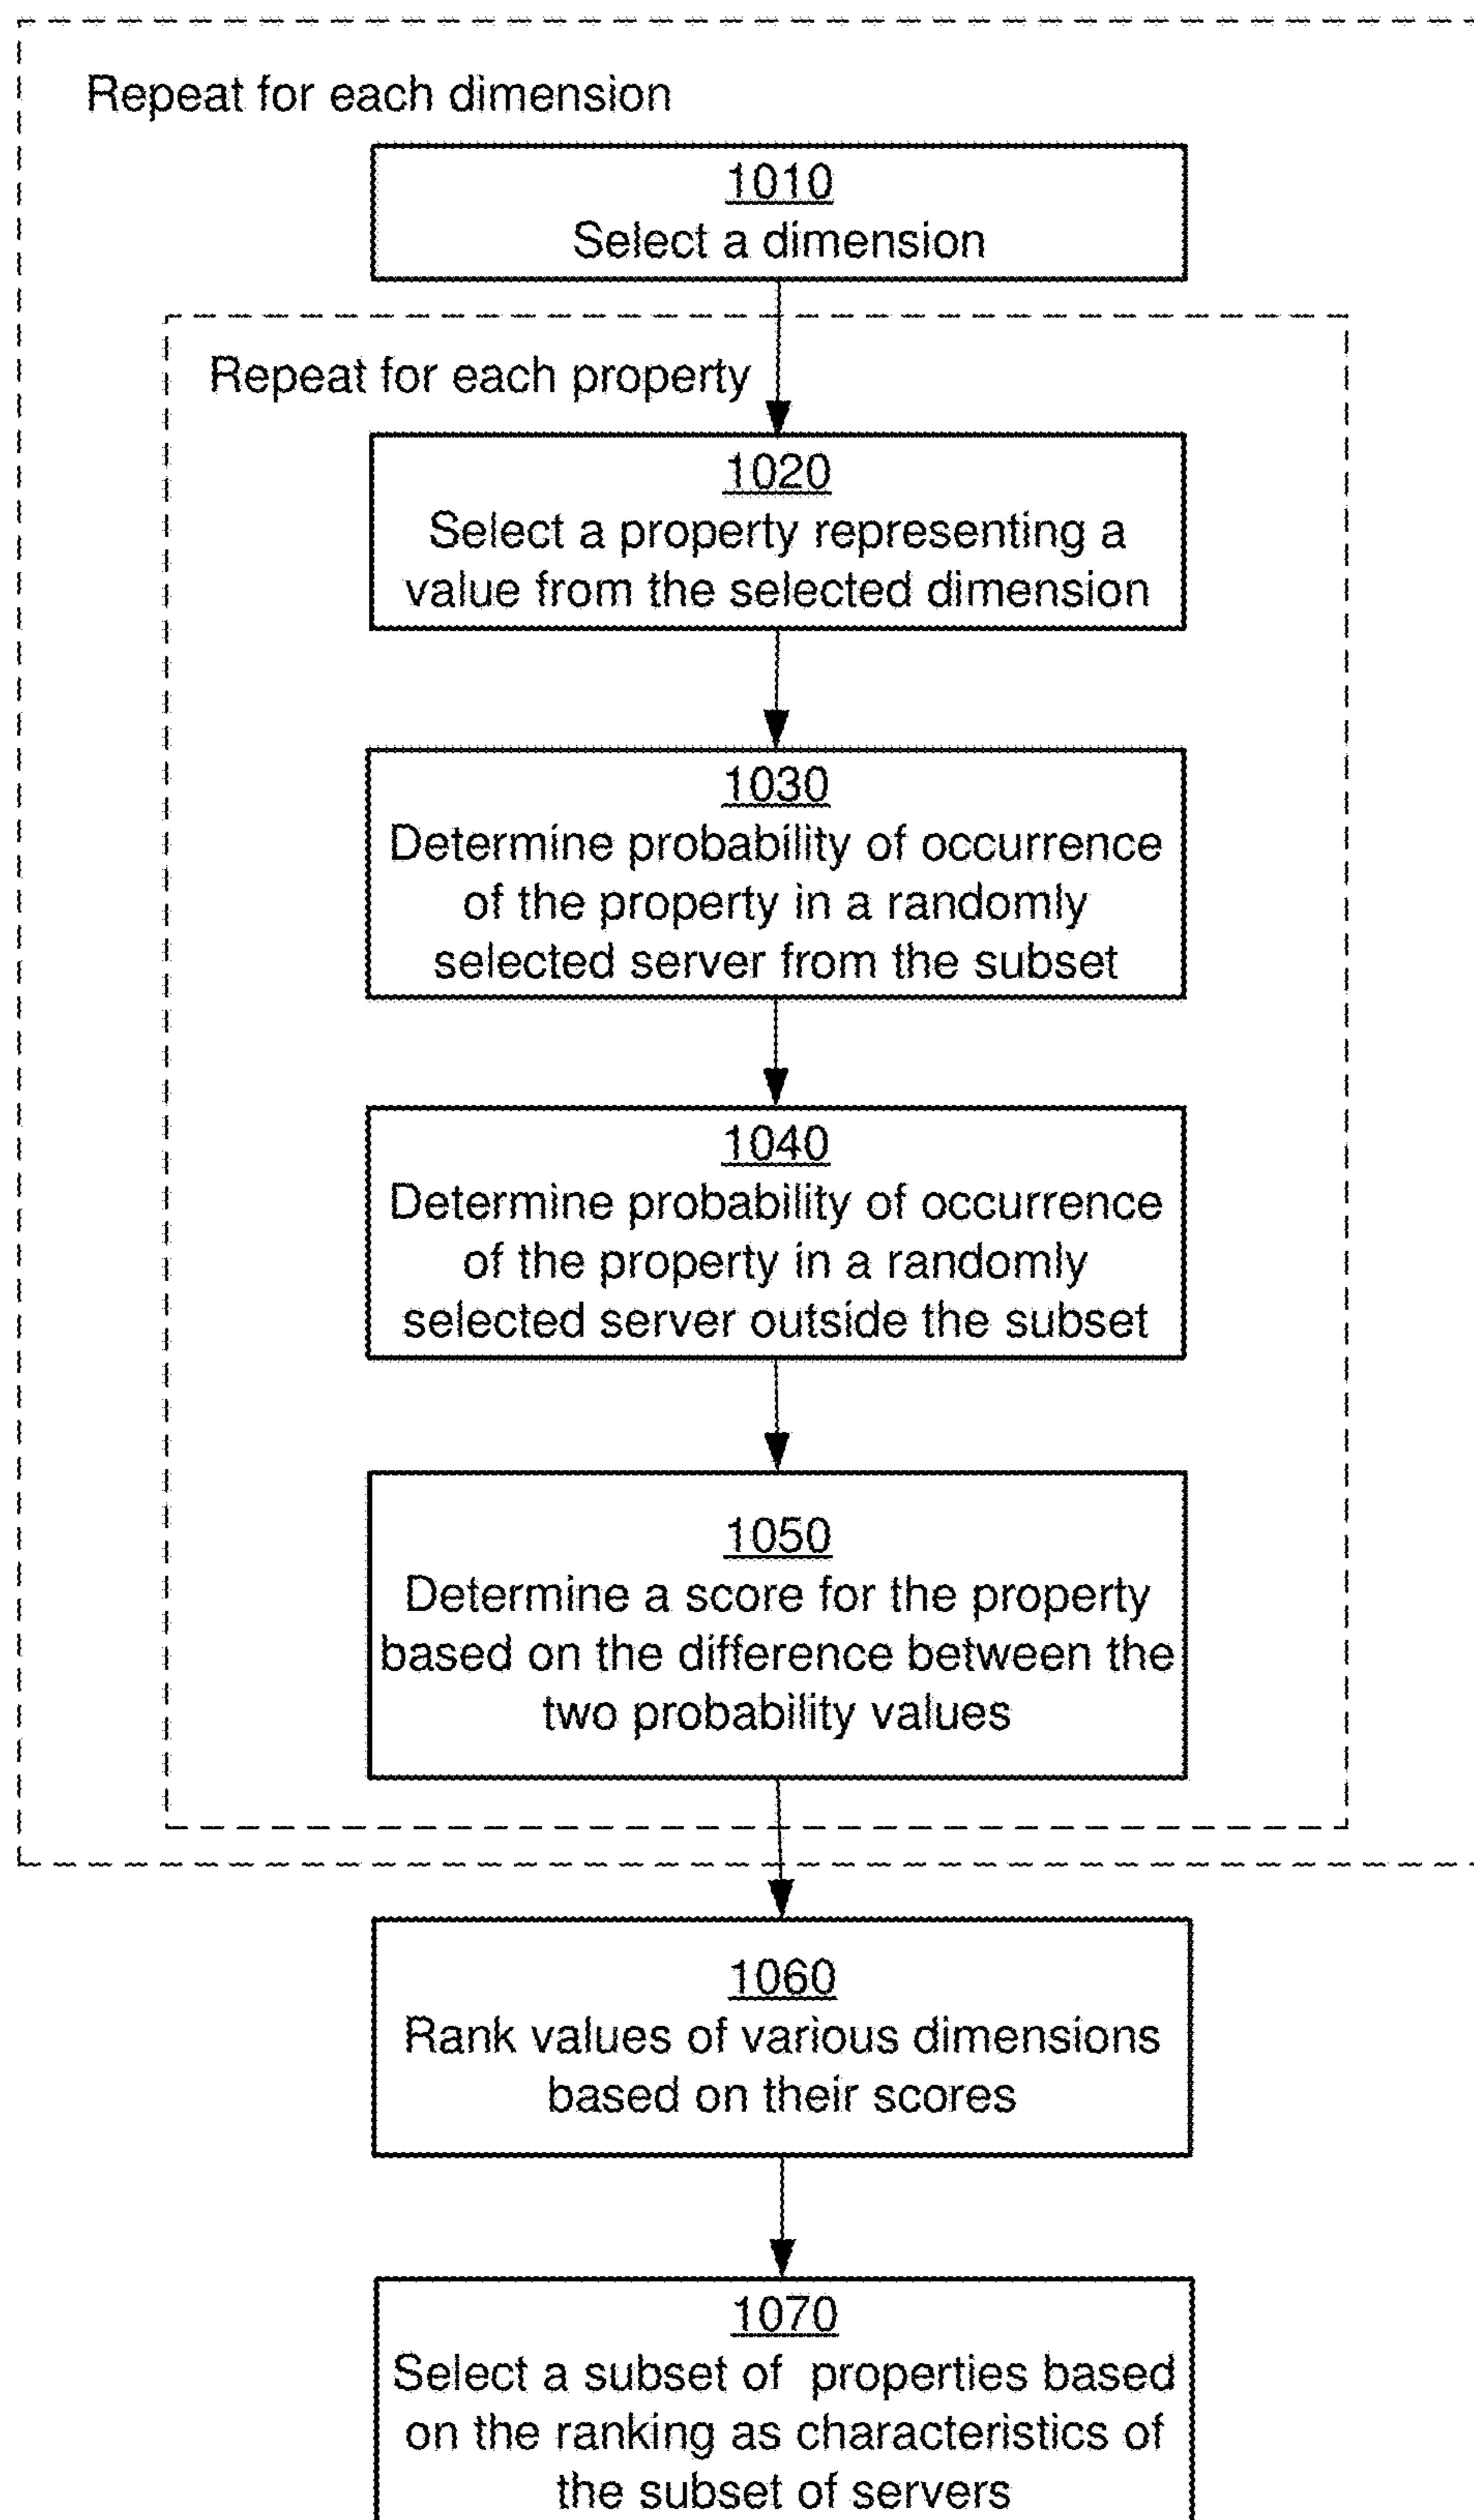 Repeat for each dimension
1010
Select a dimension
Repeat for each property
1020
Select a property representing a
value from the selected dimension
1030
Determine probability of occurrence
of the property in a randomly
selected server from the subset
1040
Determine probability of occurrence
of the property in a randomly
selected server outside the subset
1050
Determine a score for the property
based on the difference between the
two probability values
1060
Rank values of various dimensions
based on their scores
1070
Select a subset of properties based
on the ranking as characteristics of
the subset of servers